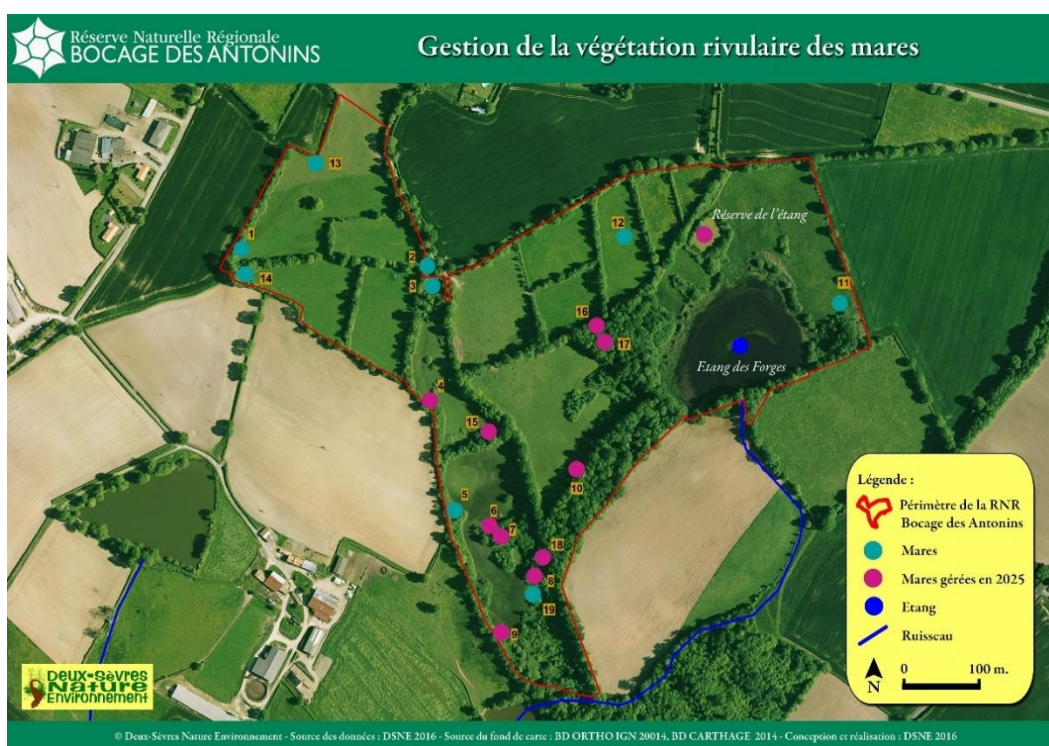 Réserve Naturelle Régionale
BOCAGE DES ANTONINS
Gestion de la végétation rivulaire des mares
13
1
14
2
3
12
Réserve de l'étang
11
16
17
Etang des Forges
4
15
10
5
6
7
18
8
19
9
Légende :
Périmètre de la RNR
Bocage des Antonins
Mares
Mares gérées en 2025
Etang
Ruisseau
N
0 100 m.
DEUX-SÈVRES
NATURE
ENVIRONNEMENT
© Deux-Sèvres Nature Environnement - Source des données : DSNE 2016 - Source du fond de carte : BD ORTHO IGN 20014, BD CARTHAGE 2014 - Conception et réalisation : DSNE 2016